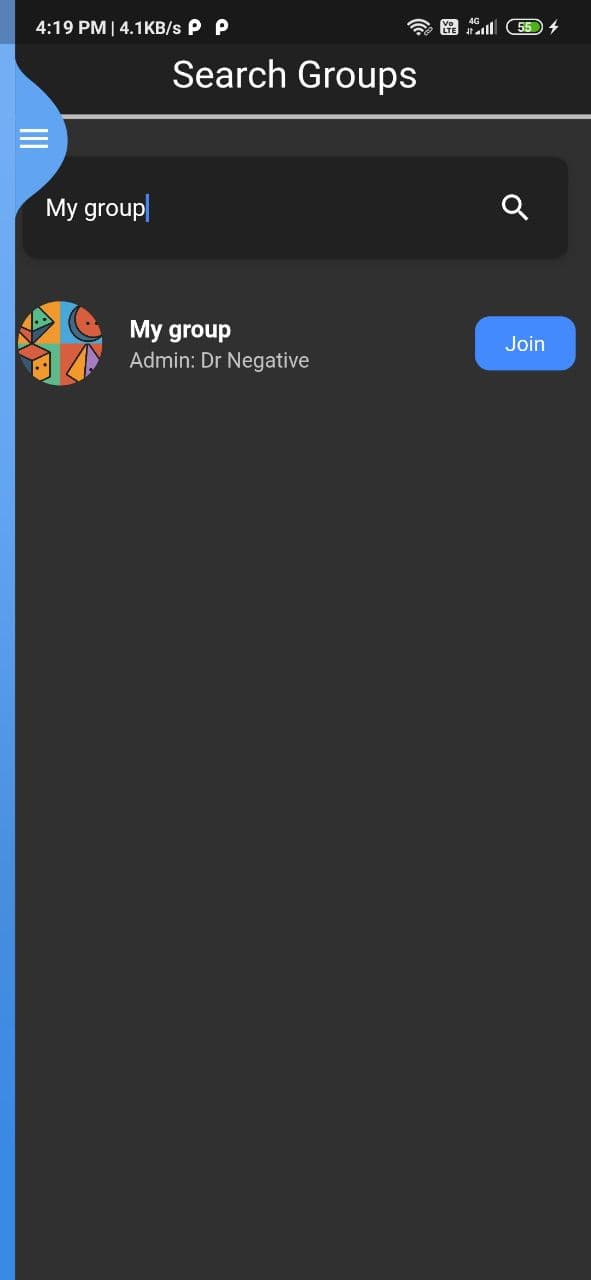 4:19 PM | 4.1KB/s P P Vo LTE 4G 55
Search Groups
My group
My group
Admin: Dr Negative
Join